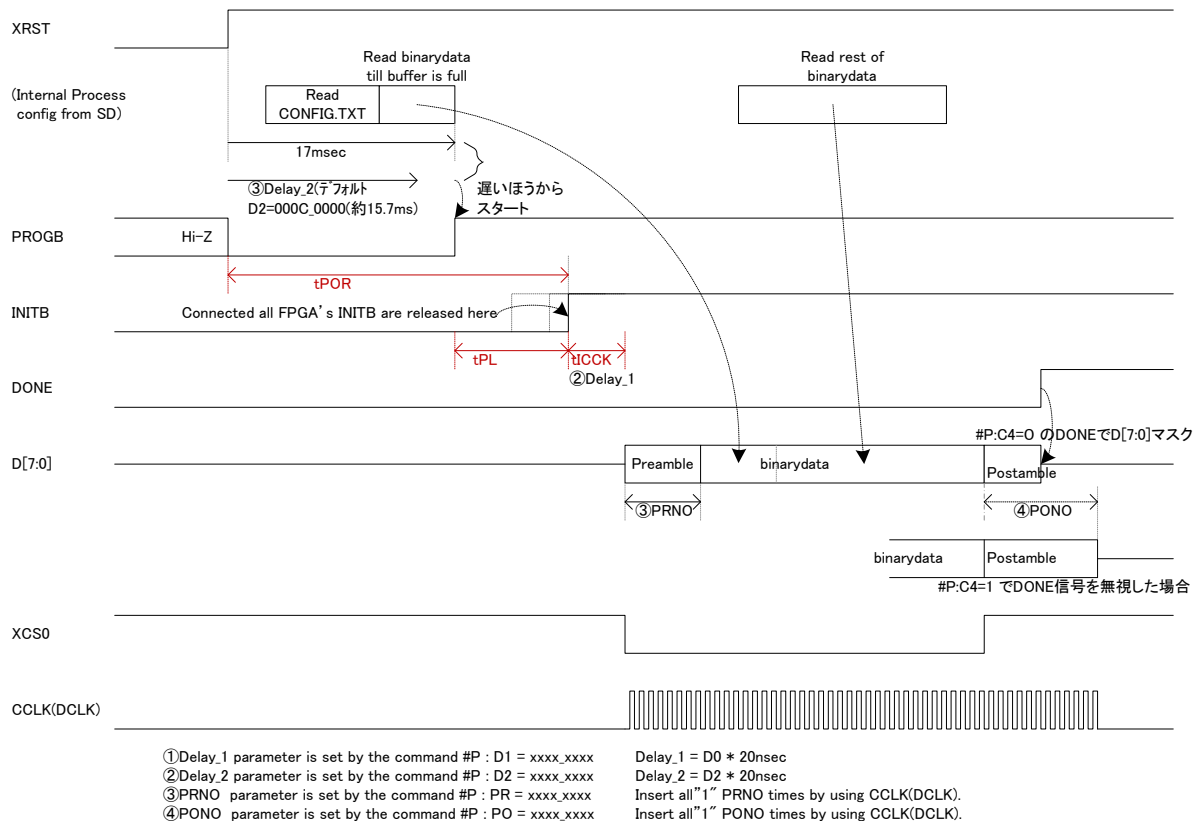 XRST
Read binarydata
till buffer is full
Read rest of
binarydata
(Internal Process
config from SD)
Read
CONFIG.TXT
17msec
③Delay_2(デフォルト
D2=000C_0000(約15.7ms)
遅いほうから
スタート
PROGB
Hi-Z
tPOR
INITB
Connected all FPGA's INITB are released here
tPL
tICCK
②Delay_1
DONE
#P:C4=0 のDONEでD[7:0]マスク
D[7:0]
Preamble
binarydata
Postamble
③PRNO
④PONO
binarydata
Postamble
#P:C4=1 でDONE信号を無視した場合
XCS0
CCLK(DCLK)
①Delay_1 parameter is set by the command #P : D1 = xxxx_xxxx Delay_1 = D0 * 20nsec
②Delay_2 parameter is set by the command #P : D2 = xxxx_xxxx Delay_2 = D2 * 20nsec
③PRNO parameter is set by the command #P : PR = xxxx_xxxx Insert all"1" PRNO times by using CCLK(DCLK).
④PONO parameter is set by the command #P : PO = xxxx_xxxx Insert all"1" PONO times by using CCLK(DCLK).